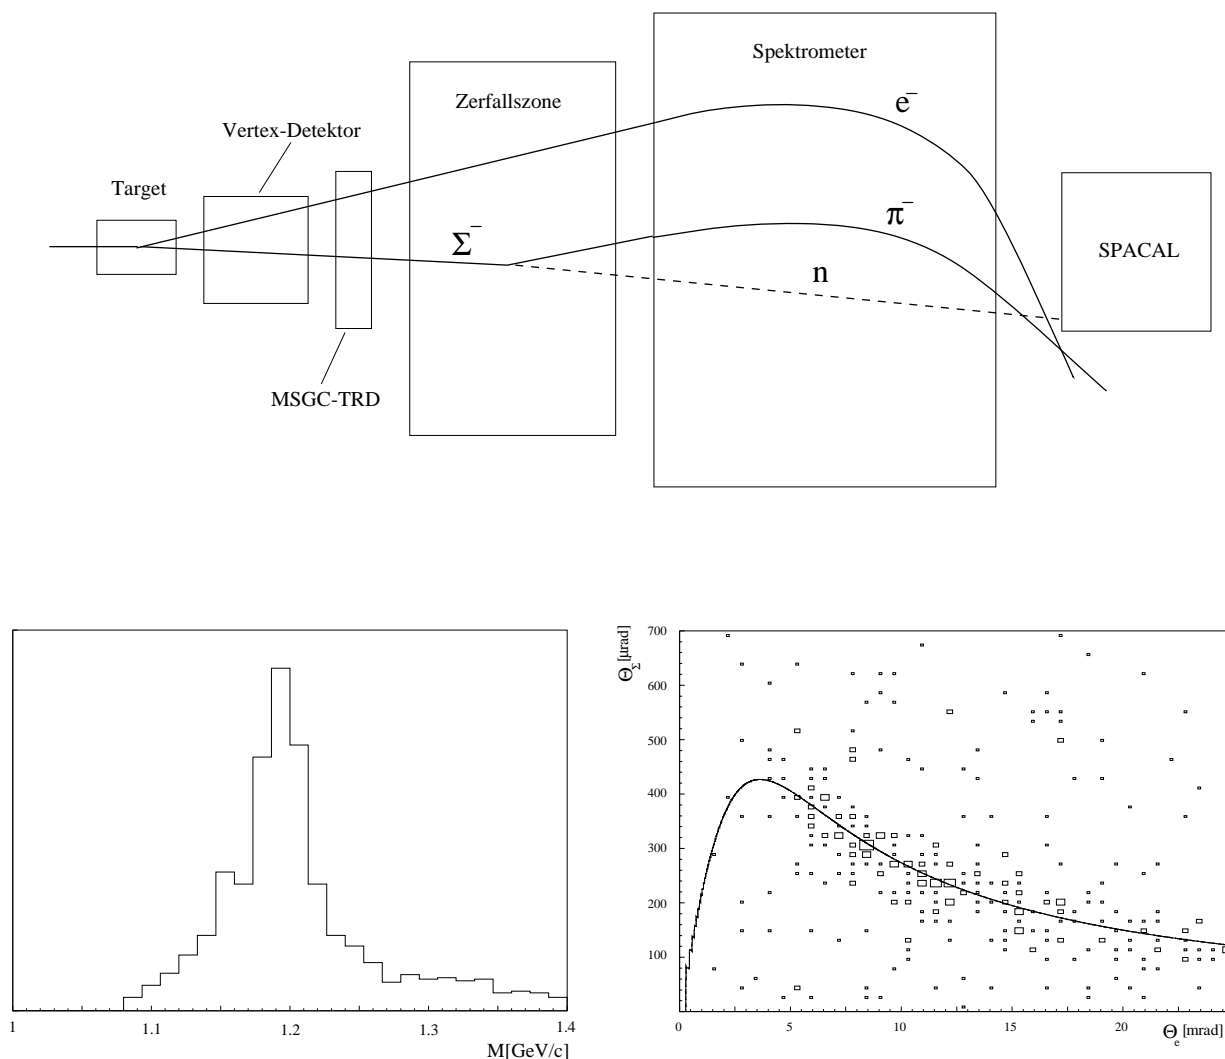 Spektrometer
Zerfallszone
e⁻
Vertex-Detektor
Target
π⁻
Σ⁻
SPACAL
n
MSGC-TRD
1
1.1
1.2
1.3
1.4
M[GeV/c]
700
600
500
400
300
200
100
Θ_Σ [μrad]
0
5
10
15
20
Θ_e [mrad]